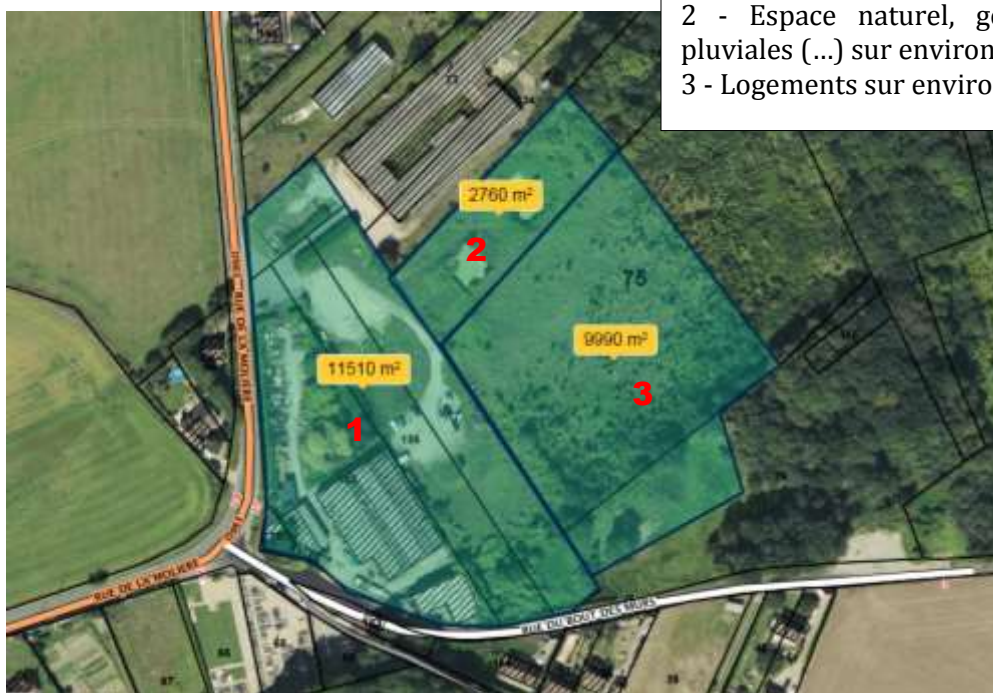 2 - Espace naturel, g
pluviales (...) sur environ
3 - Logements sur enviro
2760 m²
2
75
9990 m²
11510 m²
3
1
RUE DE LA MOLIERE
RUE DE LA MOLIERE
RUE DU BOUT DES MURS
87